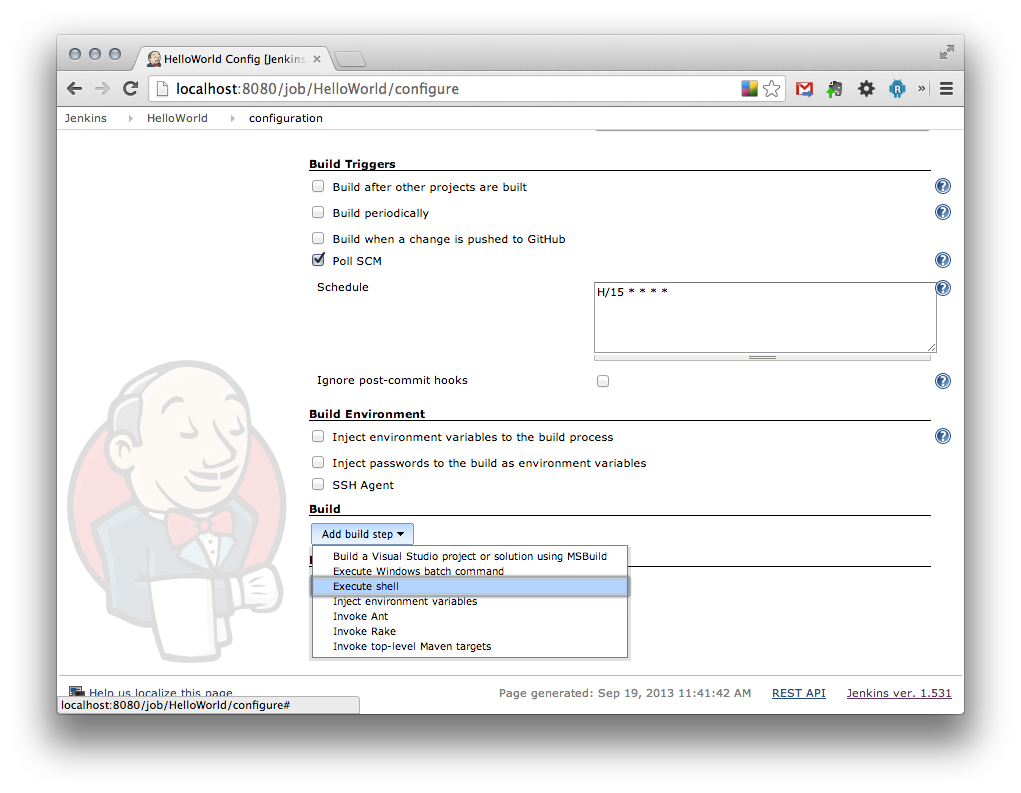 HelloWorld Config [Jenkins
localhost:8080/job/HelloWorld/configure
Jenkins HelloWorld configuration
Build Triggers
Build after other projects are built
Build periodically
Build when a change is pushed to GitHub
Poll SCM
Schedule
H/15 * * * *
Ignore post-commit hooks
Build Environment
Inject environment variables to the build process
Inject passwords to the build as environment variables
SSH Agent
Build
Add build step
Build a Visual Studio project or solution using MSBuild
Execute Windows batch command
Execute shell
Inject environment variables
Invoke Ant
Invoke Rake
Invoke top-level Maven targets
Help us localize this page
Page generated: Sep 19, 2013 11:41:42 AM REST API Jenkins ver. 1.531
localhost:8080/job/HelloWorld/configure#